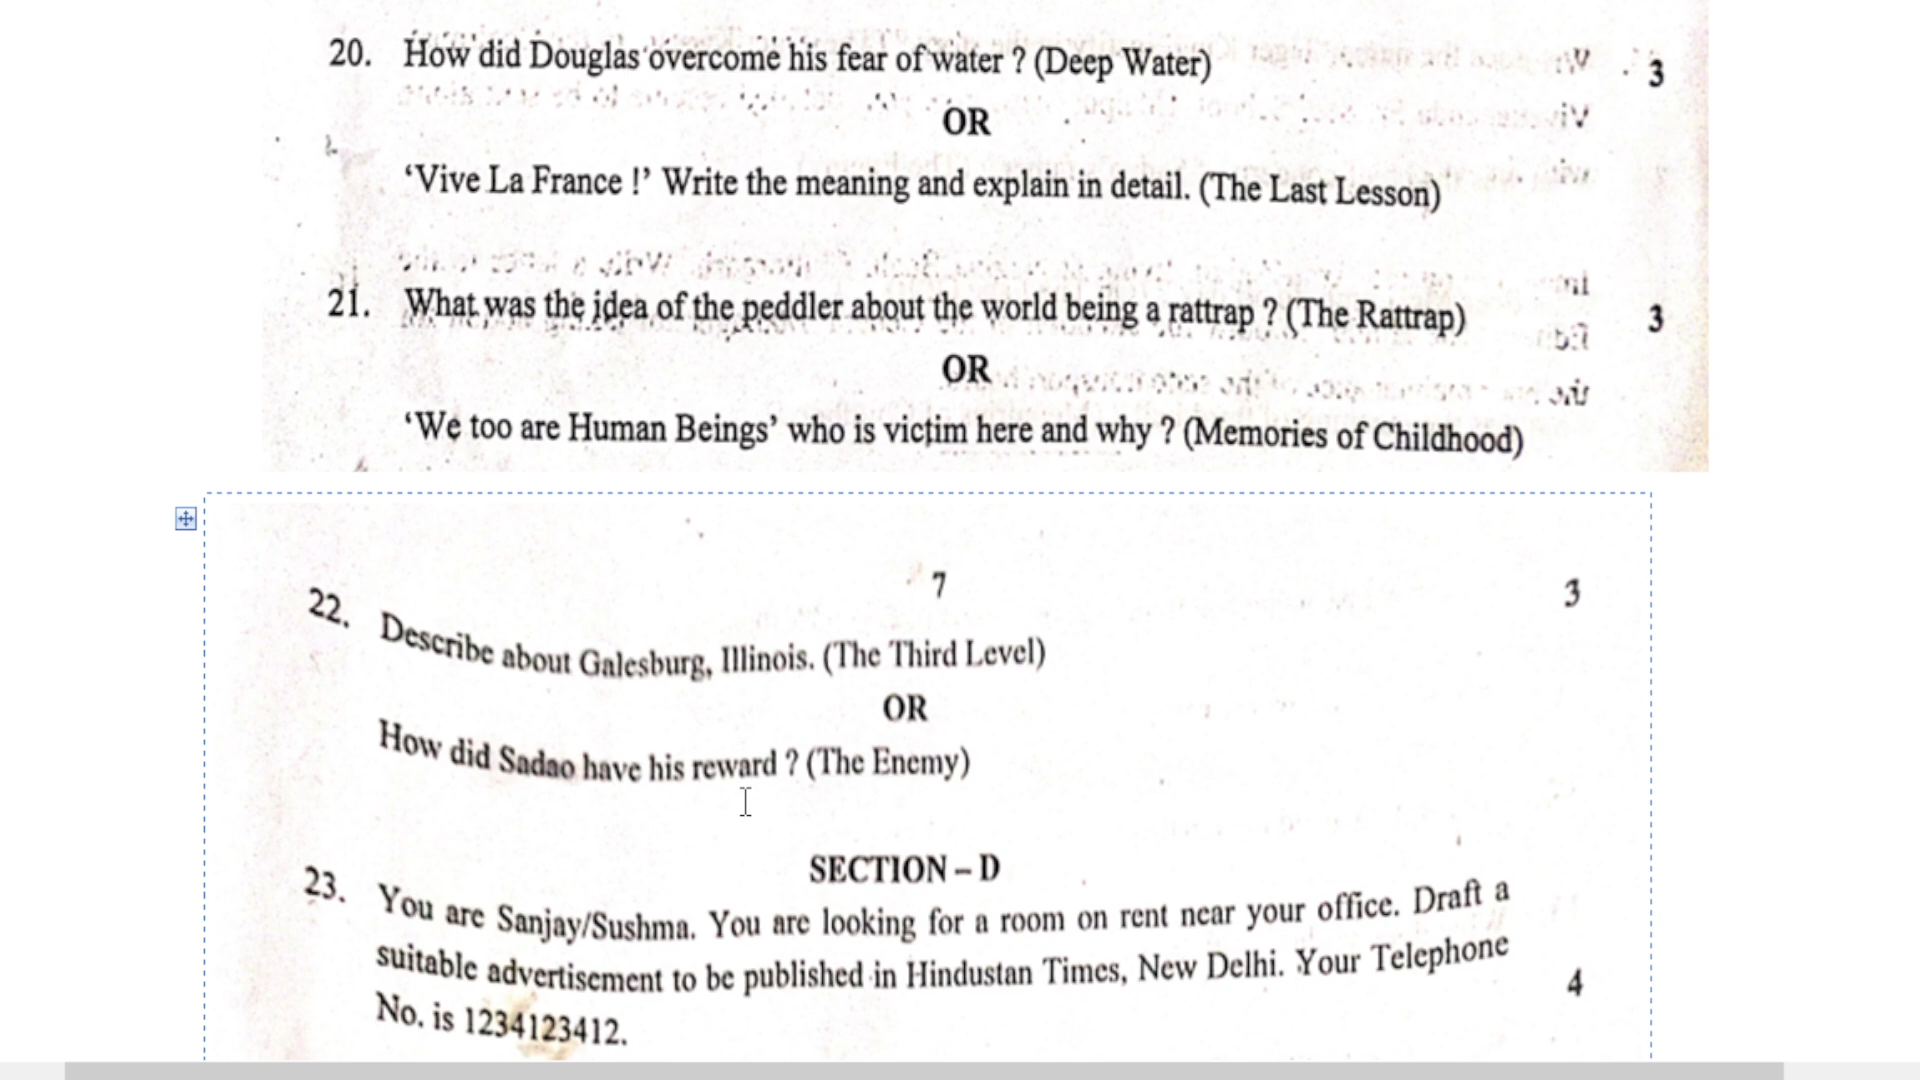 20. How did Douglas overcome his fear of water ? (Deep Water) 3
OR
‘Vive La France !’ Write the meaning and explain in detail. (The Last Lesson)
21. What was the idea of the peddler about the world being a rattrap ? (The Rattrap) 3
OR
‘We too are Human Beings’ who is victim here and why ? (Memories of Childhood)
7
22. Describe about Galesburg, Illinois. (The Third Level) 3
OR
How did Sadao have his reward ? (The Enemy)
SECTION – D
23. You are Sanjay/Sushma. You are looking for a room on rent near your office. Draft a
suitable advertisement to be published in Hindustan Times, New Delhi. Your Telephone
No. is 1234123412. 4